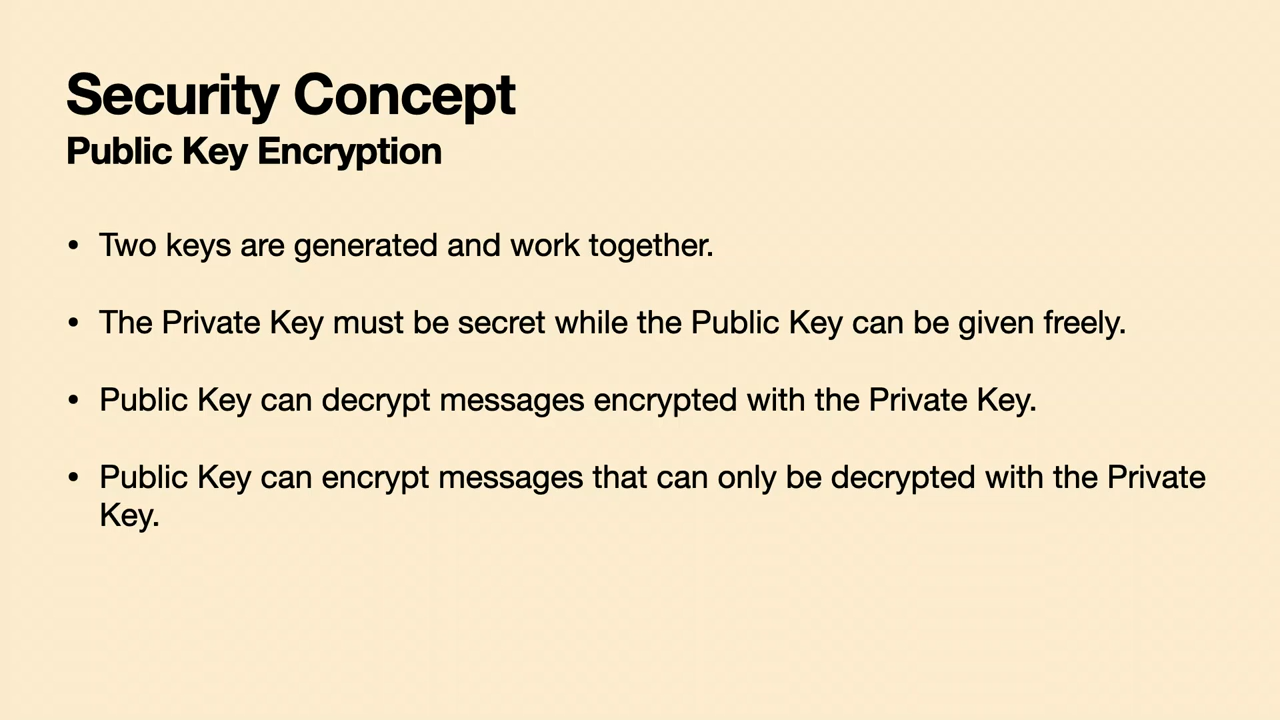 Security Concept
Public Key Encryption
• Two keys are generated and work together.
• The Private Key must be secret while the Public Key can be given freely.
• Public Key can decrypt messages encrypted with the Private Key.
• Public Key can encrypt messages that can only be decrypted with the Private
Key.